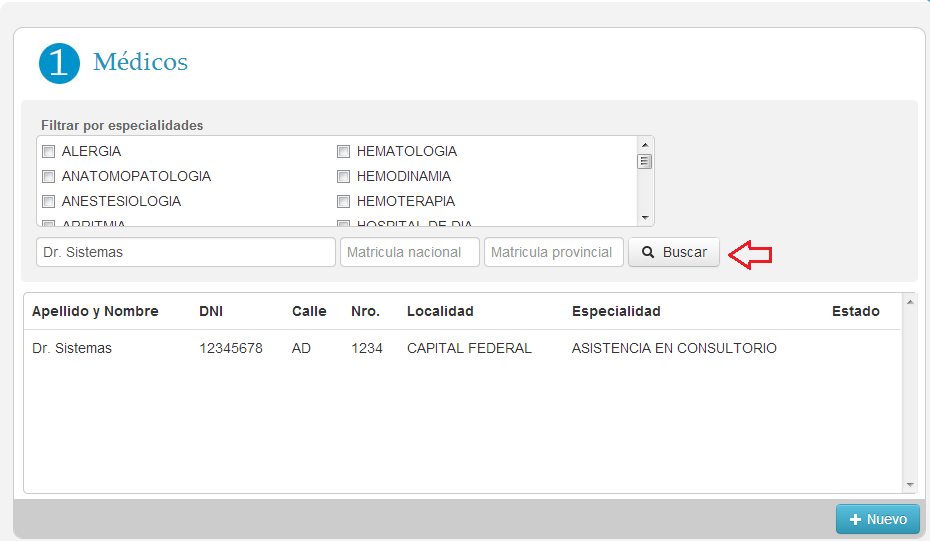 1 Médicos
Filtrar por especialidades
ALERGIA HEMATOLOGIA
ANATOMOPATOLOGIA HEMODINAMIA
ANESTESIOLOGIA HEMOTERAPIA
ARRITMIA HOSPITAL DE DIA
Dr. Sistemas Matricula nacional Matricula provincial Buscar
Apellido y Nombre DNI Calle Nro. Localidad Especialidad Estado
Dr. Sistemas 12345678 AD 1234 CAPITAL FEDERAL ASISTENCIA EN CONSULTORIO
+ Nuevo